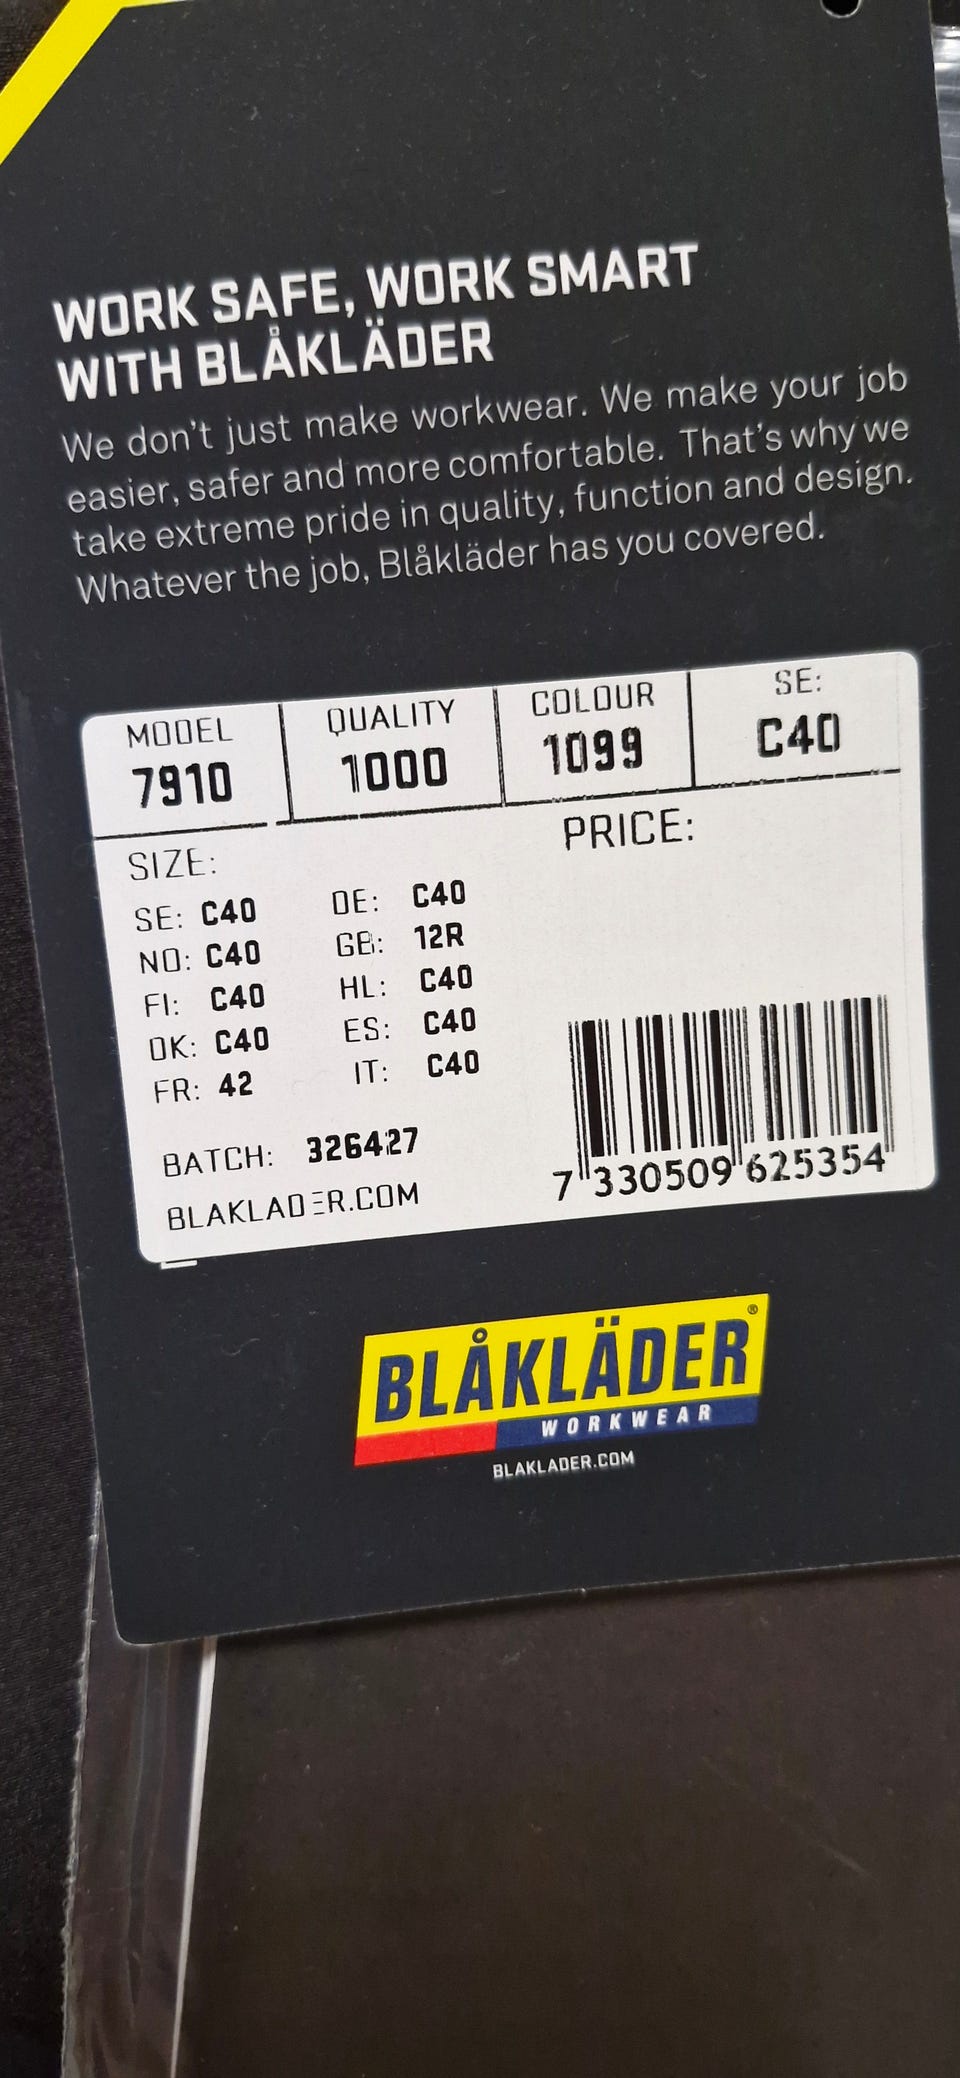 WORK SAFE, WORK SMART
WITH BLÅKLÄDER
We don't just make workwear. We make your job
easier, safer and more comfortable. That's why we
take extreme pride in quality, function and design.
Whatever the job, Blåkläder has you covered.
MODEL QUALITY COLOUR SE:
7910 1000 1099 C40
SIZE: PRICE:
SE: C40 DE: C40
NO: C40 GB: 12R
FI: C40 HL: C40
DK: C40 ES: C40
FR: 42 IT: C40
BATCH: 326427
BLAKLADER.COM
7 330509 625354
BLÅKLÄDER®
WORKWEAR
BLAKLADER.COM